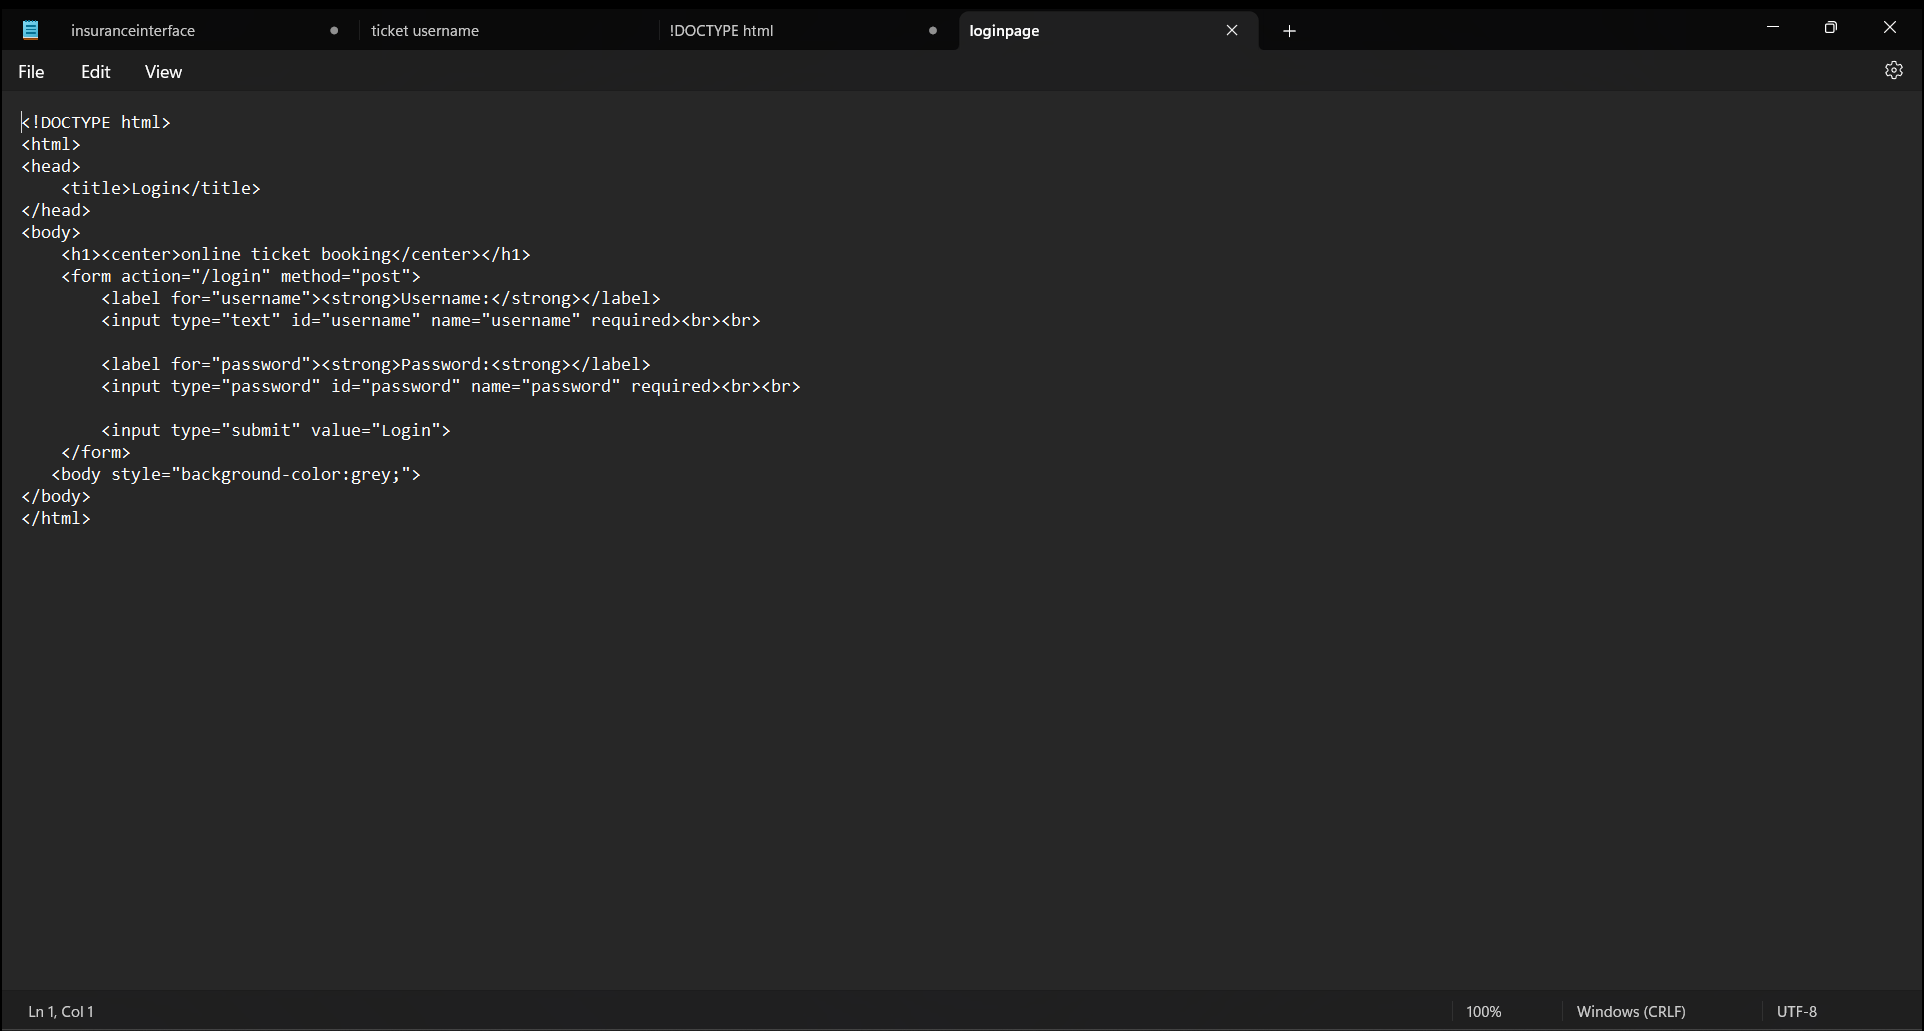 insuranceinterface ticket username !DOCTYPE html loginpage
File Edit View
<!DOCTYPE html>
<html>
<head>
    <title>Login</title>
</head>
<body>
    <h1><center>online ticket booking</center></h1>
    <form action="/login" method="post">
        <label for="username"><strong>Username:</strong></label>
        <input type="text" id="username" name="username" required><br><br>

        <label for="password"><strong>Password:<strong></label>
        <input type="password" id="password" name="password" required><br><br>

        <input type="submit" value="Login">
    </form>
   <body style="background-color:grey;">
</body>
</html>
Ln 1, Col 1 100% Windows (CRLF) UTF-8